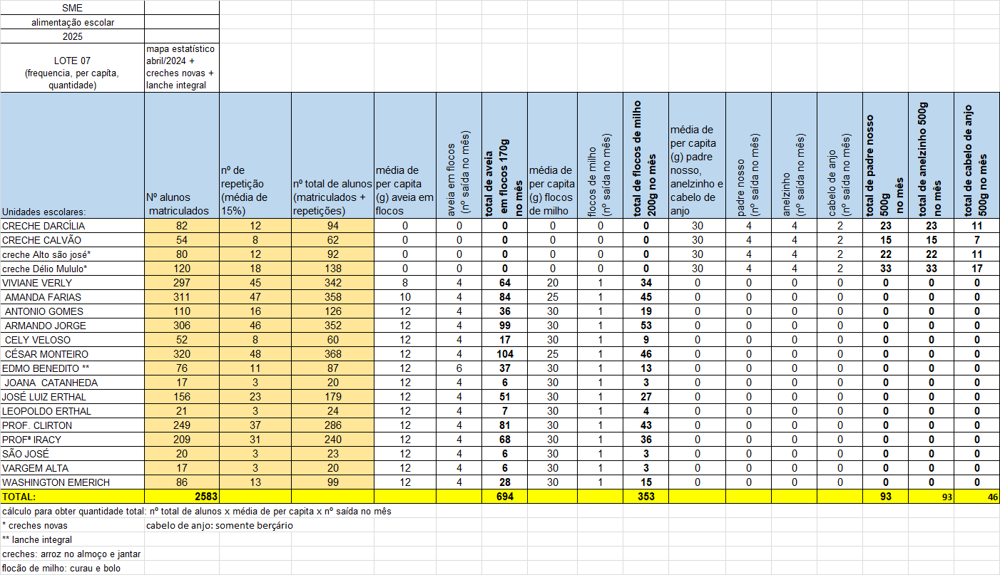 SME
alimentação escolar
2025
LOTE 07
(frequencia, per capíta,
quantidade)
mapa estatístico
abril/2024 +
creches novas +
lanche integral
Unidades escolares:
Nº alunos
matriculados
nº de
repetição
(média de
15%)
nº total de alunos
(matriculados +
repetições)
média de
per capita
(g) aveia em
flocos
aveia em flocos
(nº saída no mês)
total de aveia
em flocos 170g
no mês
média de
per capita
(g) flocos
de milho
flocos de milho
(nº saída no mês)
total de flocos de milho
200g no mês
média de
per capita
(g) padre
nosso,
anelzinho e
cabelo de
anjo
padre nosso
(nº saída no mês)
anelzinho
(nº saída no mês)
cabelo de anjo
(nº saída no mês)
total de padre nosso
500g
no mês
total de anelzinho 500g
no mês
total de cabelo de anjo
500g no mês
CRECHE DARCÍLIA 82 12 94 0 0 0 0 0 0 30 4 4 2 23 23 11
CRECHE CALVÃO 54 8 62 0 0 0 0 0 0 30 4 4 2 15 15 7
creche Alto são josé* 80 12 92 0 0 0 0 0 0 30 4 4 2 22 22 11
creche Délio Mululo* 120 18 138 0 0 0 0 0 0 30 4 4 2 33 33 17
VIVIANE VERLY 297 45 342 8 4 64 20 1 34 0 0 0 0 0 0 0
AMANDA FARIAS 311 47 358 10 4 84 25 1 45 0 0 0 0 0 0 0
ANTONIO GOMES 110 16 126 12 4 36 30 1 19 0 0 0 0 0 0 0
ARMANDO JORGE 306 46 352 12 4 99 30 1 53 0 0 0 0 0 0 0
CELY VELOSO 52 8 60 12 4 17 30 1 9 0 0 0 0 0 0 0
CÉSAR MONTEIRO 320 48 368 12 4 104 25 1 46 0 0 0 0 0 0 0
EDMO BENEDITO ** 76 11 87 12 6 37 30 1 13 0 0 0 0 0 0 0
JOANA CATANHEDA 17 3 20 12 4 6 30 1 3 0 0 0 0 0 0 0
JOSÉ LUIZ ERTHAL 156 23 179 12 4 51 30 1 27 0 0 0 0 0 0 0
LEOPOLDO ERTHAL 21 3 24 12 4 7 30 1 4 0 0 0 0 0 0 0
PROF. CLIRTON 249 37 286 12 4 81 30 1 43 0 0 0 0 0 0 0
PROFª IRACY 209 31 240 12 4 68 30 1 36 0 0 0 0 0 0 0
SÃO JOSÉ 20 3 23 12 4 6 30 1 3 0 0 0 0 0 0 0
VARGEM ALTA 17 3 20 12 4 6 30 1 3 0 0 0 0 0 0 0
WASHINGTON EMERICH 86 13 99 12 4 28 30 1 15 0 0 0 0 0 0 0
TOTAL: 2583 694 353 93 93 46
cálculo para obter quantidade total: nº total de alunos x média de per capita x nº saída no mês
* creches novas cabelo de anjo: somente berçário
** lanche integral
creches: arroz no almoço e jantar
flocão de milho: curau e bolo